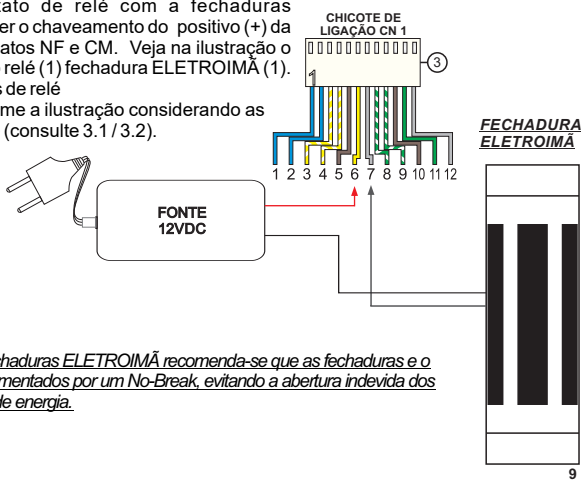 tato de relé com a fechaduras
er o chaveamento do positivo (+) da
atos NF e CM. Veja na ilustração o
relé (1) fechadura ELETROIMÃ (1).
s de relé
me a ilustração considerando as
(consulte 3.1 / 3.2).
CHICOTE DE
LIGAÇÃO CN 1
1
3
1 2 3 4 5 6 7 8 9 10 11 12
FECHADURA
ELETROIMÃ
FONTE
12VDC
chaduras ELETROIMÃ recomenda-se que as fechaduras e o
mentados por um No-Break, evitando a abertura indevida dos
de energia.
9